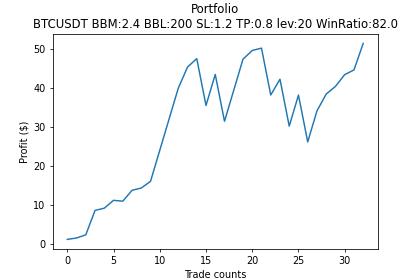 Portfolio
BTCUSDT BBM:2.4 BBL:200 SL:1.2 TP:0.8 lev:20 WinRatio:82.0
50
40
30
20
10
0
Profit ($)
0 5 10 15 20 25 30
Trade counts